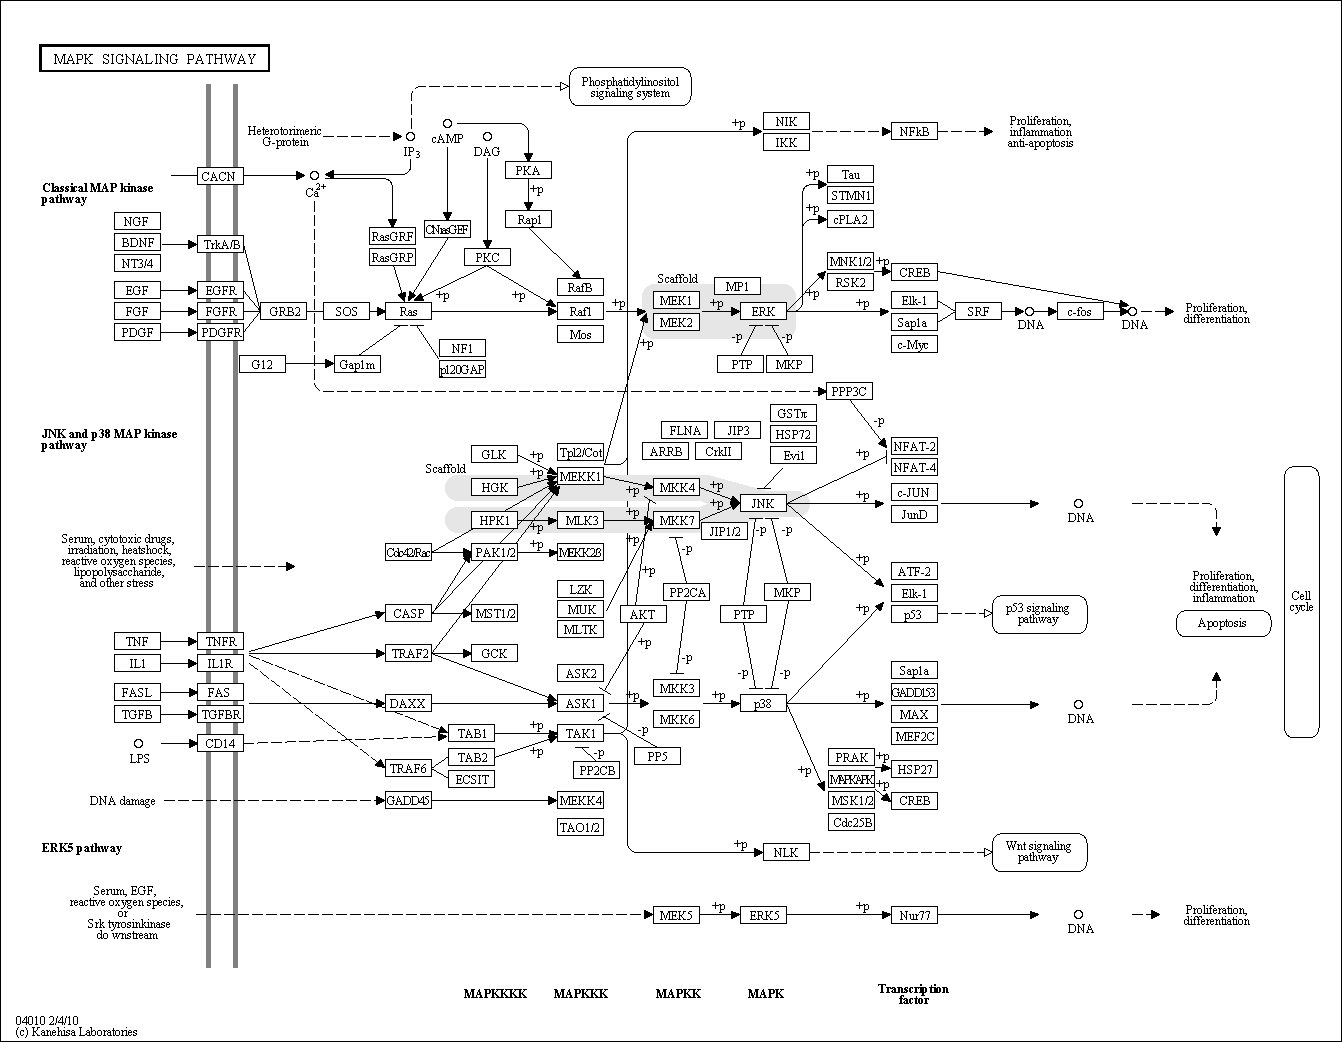 MAPK SIGNALING PATHWAY
Phosphatidylinositol
signaling system
Heterotorimeric
G-protein
IP3
cAMP
DAG
+p
NIK
IKK
NFkB
Proliferation,
inflammation
anti-apoptosis
CACN
Ca2+
PKA
+p
Rap1
Classical MAP kinase
pathway
+p
Tau
STMN1
+p
cPLA2
NGF
BDNF
NT3/4
TrkA/B
RasGRF
RasGRP
CNrasGEF
PKC
RafB
Scaffold
MP1
MNK1/2
RSK2
+p
CREB
EGF
EGFR
FGF
FGFR
PDGF
PDGFR
GRB2
SOS
Ras
+p
+p
Raf1
Mos
+p
MEK1
MEK2
+p
ERK
+p
+p
Elk-1
Sap1a
c-Myc
SRF
DNA
c-fos
DNA
Proliferation,
differentiation
G12
Gap1m
NF1
p120GAP
+p
-p
-p
PTP
MKP
PPP3C
-p
JNK and p38 MAP kinase
pathway
GLK
HGK
HPK1
Scaffold
+p
+p
+p
Tpl2/Cot
MEKK1
MLK3
FLNA
JIP3
ARRB
CrkII
GSTπ
HSP72
Evi1
NFAT-2
NFAT-4
+p
+p
MKK4
MKK7
+p
+p
JNK
JIP1/2
+p
+p
c-JUN
JunD
DNA
Serum, cytotoxic drugs,
irradiation, heatshock,
reactive oxygen species,
lipopolysaccharide,
and other stress
Cdc42/Rac
PAK1/2
+p
MEKK2/3
LZK
MUK
MLTK
+p
+p
-p
-p
-p
PP2CA
AKT
PTP
MKP
+p
ATF-2
Elk-1
p53
+p
p53 signaling
pathway
Proliferation,
differentiation,
inflammation
Apoptosis
Cell
cycle
CASP
MST1/2
TNF
TNFR
IL1
IL1R
TRAF2
GCK
+p
FASL
FAS
TGFB
TGFBR
DAXX
ASK2
ASK1
+p
-p
MKK3
MKK6
+p
-p
-p
p38
+p
Sap1a
GADD153
MAX
MEF2C
DNA
LPS
CD14
TAB1
+p
TAK1
-p
PP5
TRAF6
TAB2
ECSIT
+p
-p
PP2CB
+p
PRAK
MAPKAPK
MSK1/2
Cdc25B
+p
+p
HSP27
CREB
DNA damage
GADD45
MEKK4
TAO1/2
ERK5 pathway
+p
NLK
Wnt signaling
pathway
Serum, EGF,
reactive oxygen species,
or
Srk tyrosinkinase
do wnstream
MEK5
+p
ERK5
+p
Nur77
DNA
Proliferation,
differentiation
MAPKKKK
MAPKKK
MAPKK
MAPK
Transcription
factor
04010 2/4/10
(c) Kanehisa Laboratories